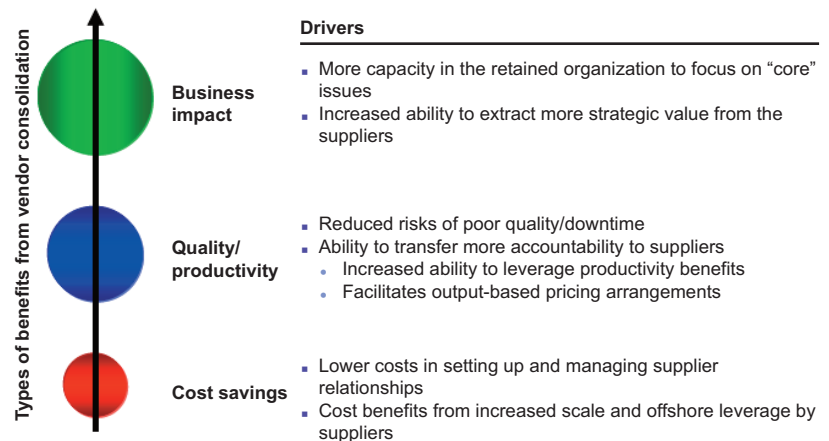 Types of benefits from vendor consolidation
Drivers
Business
impact
More capacity in the retained organization to focus on “core”
issues
Increased ability to extract more strategic value from the
suppliers
Quality/
productivity
Reduced risks of poor quality/downtime
Ability to transfer more accountability to suppliers
Increased ability to leverage productivity benefits
Facilitates output-based pricing arrangements
Cost savings
Lower costs in setting up and managing supplier
relationships
Cost benefits from increased scale and offshore leverage by
suppliers